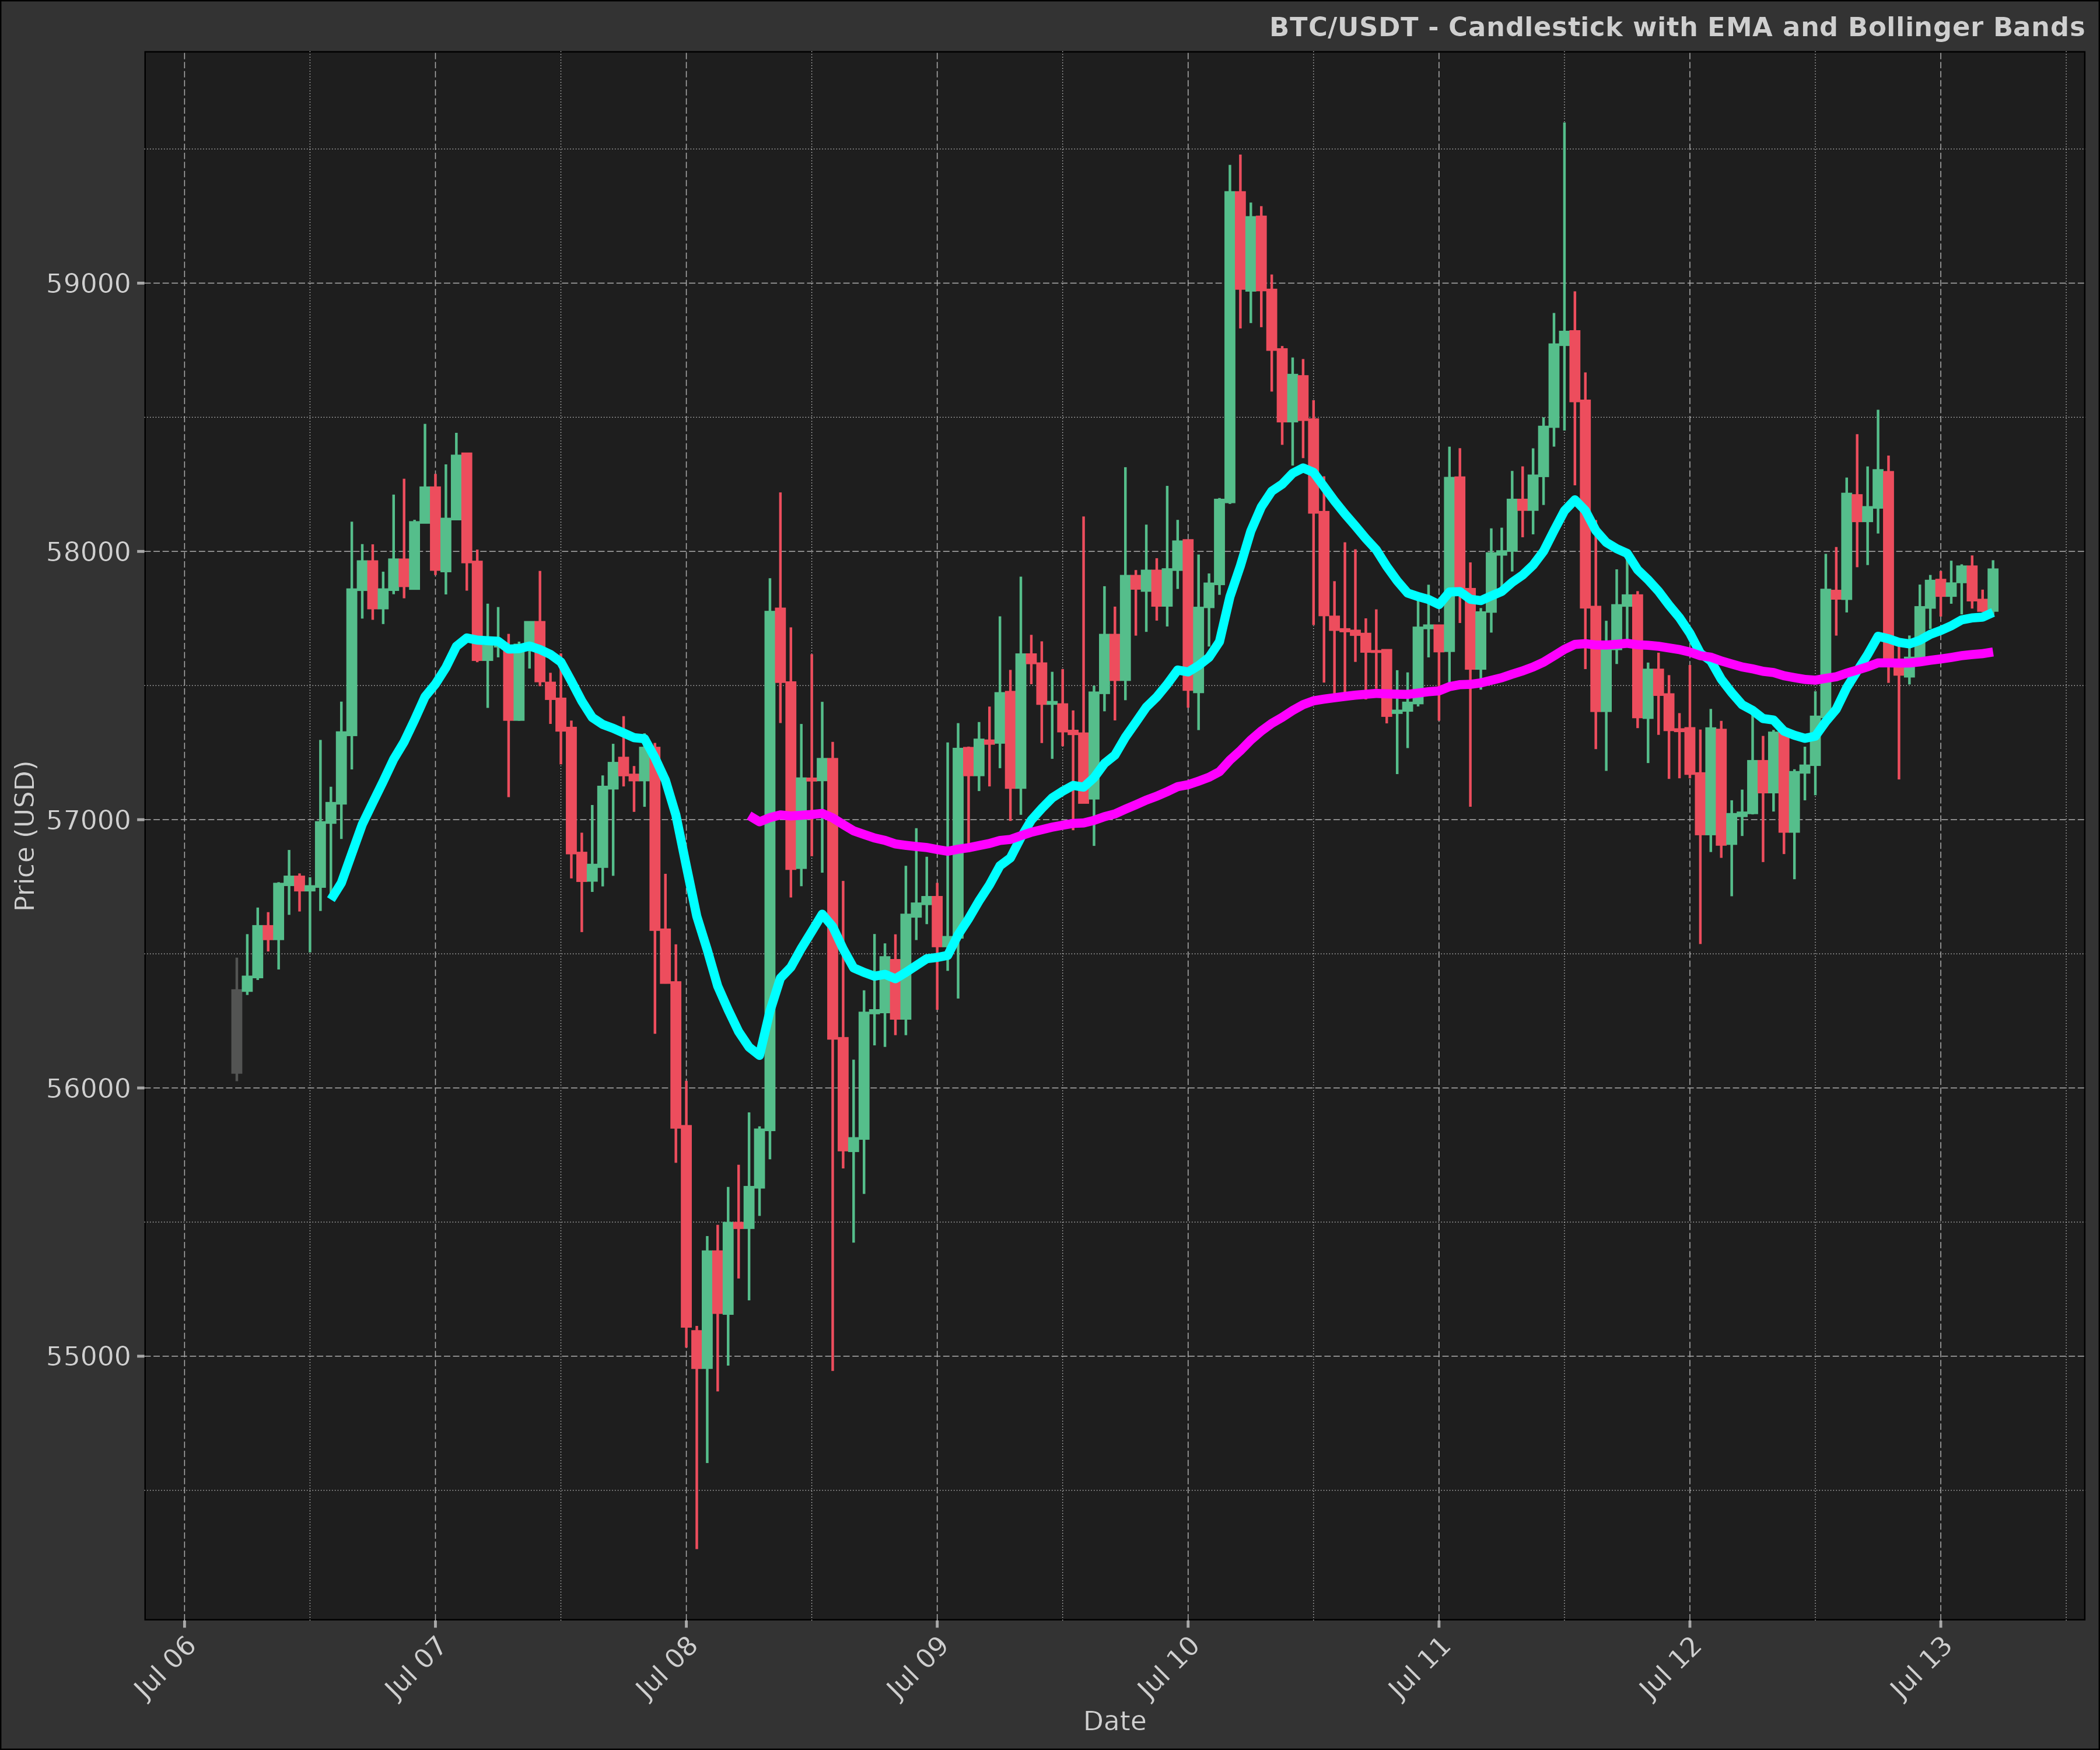 BTC/USDT - Candlestick with EMA and Bollinger Bands
59000
58000
57000
56000
55000
Price (USD)
Jul 06
Jul 07
Jul 08
Jul 09
Jul 10
Jul 11
Jul 12
Jul 13
Date